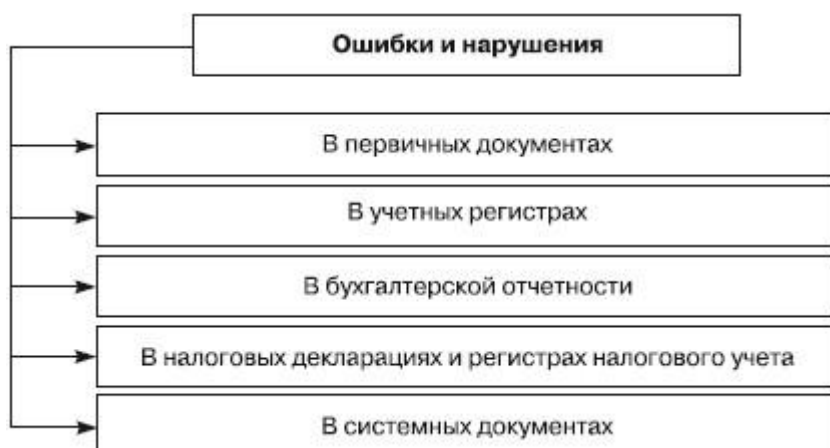 Ошибки и нарушения
В первичных документах
В учетных регистрах
В бухгалтерской отчетности
В налоговых декларациях и регистрах налогового учета
В системных документах